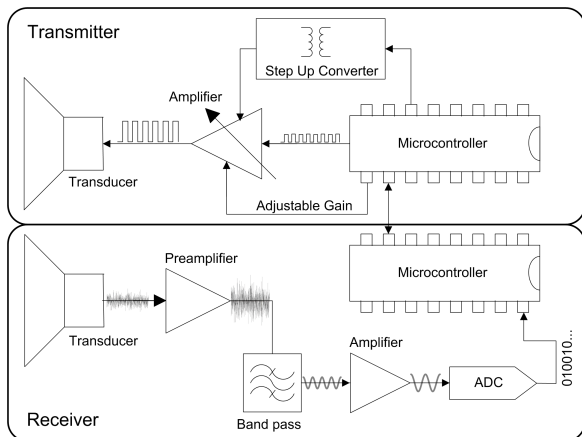 Transmitter
Step Up Converter
Amplifier
Microcontroller
Transducer
Adjustable Gain
Preamplifier
Microcontroller
Transducer
Amplifier
ADC
010010...
Band pass
Receiver